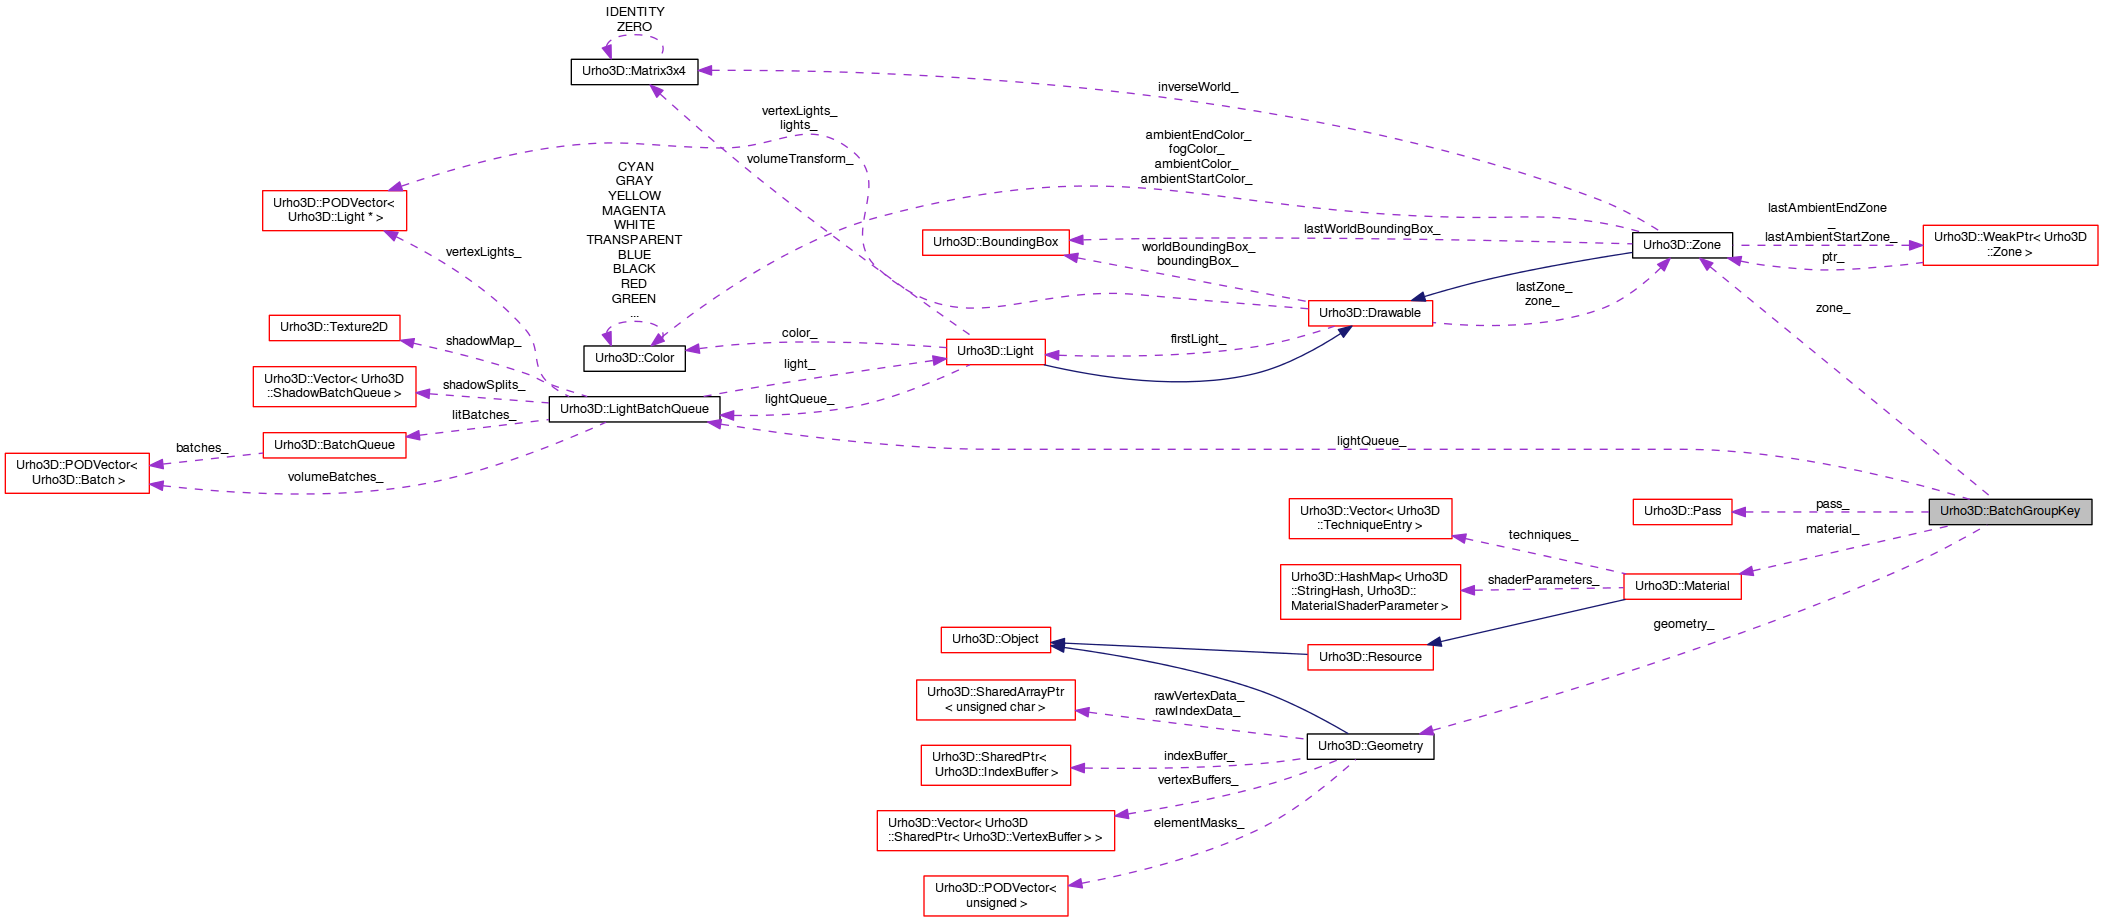 IDENTITY
ZERO
Urho3D::Matrix3x4
inverseWorld_
vertexLights_
lights_
volumeTransform_
ambientEndColor_
fogColor_
ambientColor_
ambientStartColor_
CYAN
GRAY
YELLOW
MAGENTA
WHITE
TRANSPARENT
BLUE
BLACK
RED
GREEN
...
Urho3D::PODVector<
Urho3D::Light * >
vertexLights_
Urho3D::BoundingBox
lastWorldBoundingBox_
worldBoundingBox_
boundingBox_
Urho3D::Zone
lastAmbientEndZone
_
lastAmbientStartZone_
ptr_
Urho3D::WeakPtr< Urho3D
::Zone >
lastZone_
zone_
zone_
Urho3D::Texture2D
shadowMap_
Urho3D::Color
color_
Urho3D::Light
firstLight_
Urho3D::Drawable
light_
lightQueue_
Urho3D::Vector< Urho3D
::ShadowBatchQueue >
shadowSplits_
Urho3D::LightBatchQueue
litBatches_
Urho3D::BatchQueue
batches_
Urho3D::PODVector<
Urho3D::Batch >
volumeBatches_
lightQueue_
Urho3D::Vector< Urho3D
::TechniqueEntry >
Urho3D::Pass
pass_
Urho3D::BatchGroupKey
techniques_
material_
Urho3D::HashMap< Urho3D
::StringHash, Urho3D::
MaterialShaderParameter >
shaderParameters_
Urho3D::Material
geometry_
Urho3D::Object
Urho3D::Resource
Urho3D::SharedArrayPtr
< unsigned char >
rawVertexData_
rawIndexData_
Urho3D::Geometry
Urho3D::SharedPtr<
Urho3D::IndexBuffer >
indexBuffer_
vertexBuffers_
Urho3D::Vector< Urho3D
::SharedPtr< Urho3D::VertexBuffer > >
elementMasks_
Urho3D::PODVector<
unsigned >